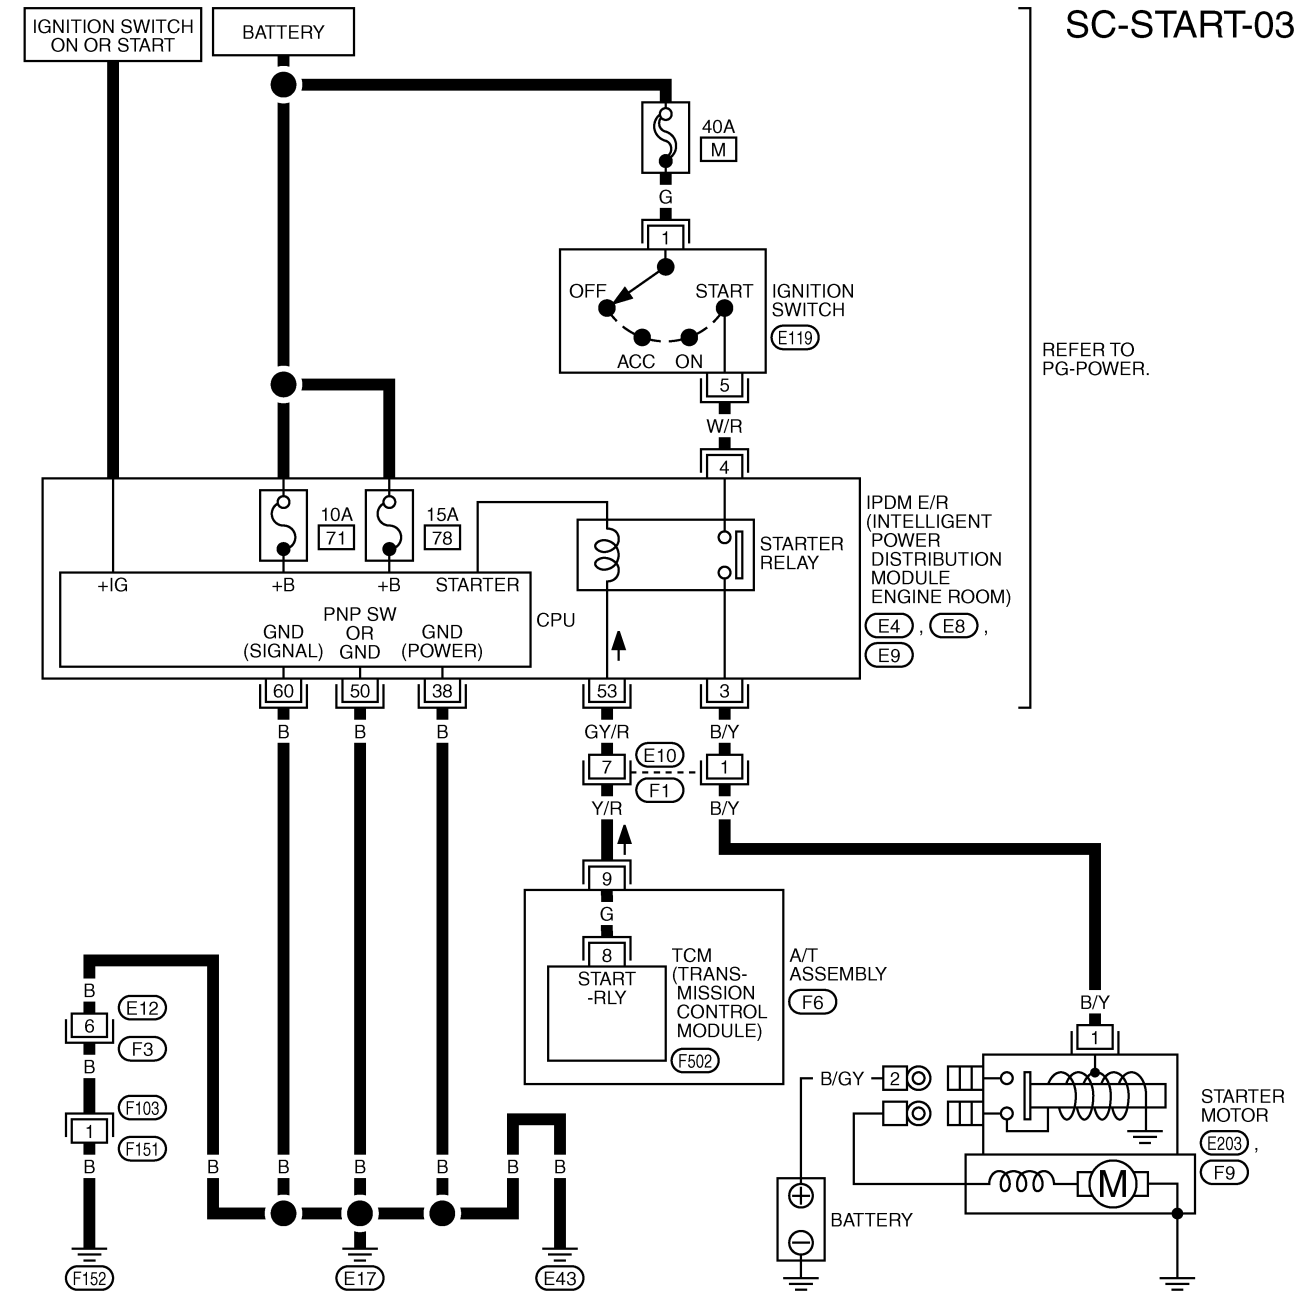 SC-START-03
IGNITION SWITCH
ON OR START
BATTERY
40A
M
G
1
OFF
START
ACC
ON
IGNITION
SWITCH
E119
5
W/R
4
REFER TO
PG-POWER.
10A
71
15A
78
+IG
+B
+B
STARTER
STARTER
RELAY
IPDM E/R
(INTELLIGENT
POWER
DISTRIBUTION
MODULE
ENGINE ROOM)
E4 , E8 ,
E9
CPU
GND
(SIGNAL)
PNP SW
OR
GND
GND
(POWER)
60
50
38
53
3
B
B
B
GY/R
B/Y
7
E10
F1
1
Y/R
B/Y
9
G
8
START
-RLY
TCM
(TRANS-
MISSION
CONTROL
MODULE)
F502
A/T
ASSEMBLY
F6
B
6
E12
F3
B
F103
1
F151
B
B
B
B
B
B
B
F152
E17
E43
B/Y
1
B/GY
2
STARTER
MOTOR
E203 ,
F9
M
+
−
BATTERY